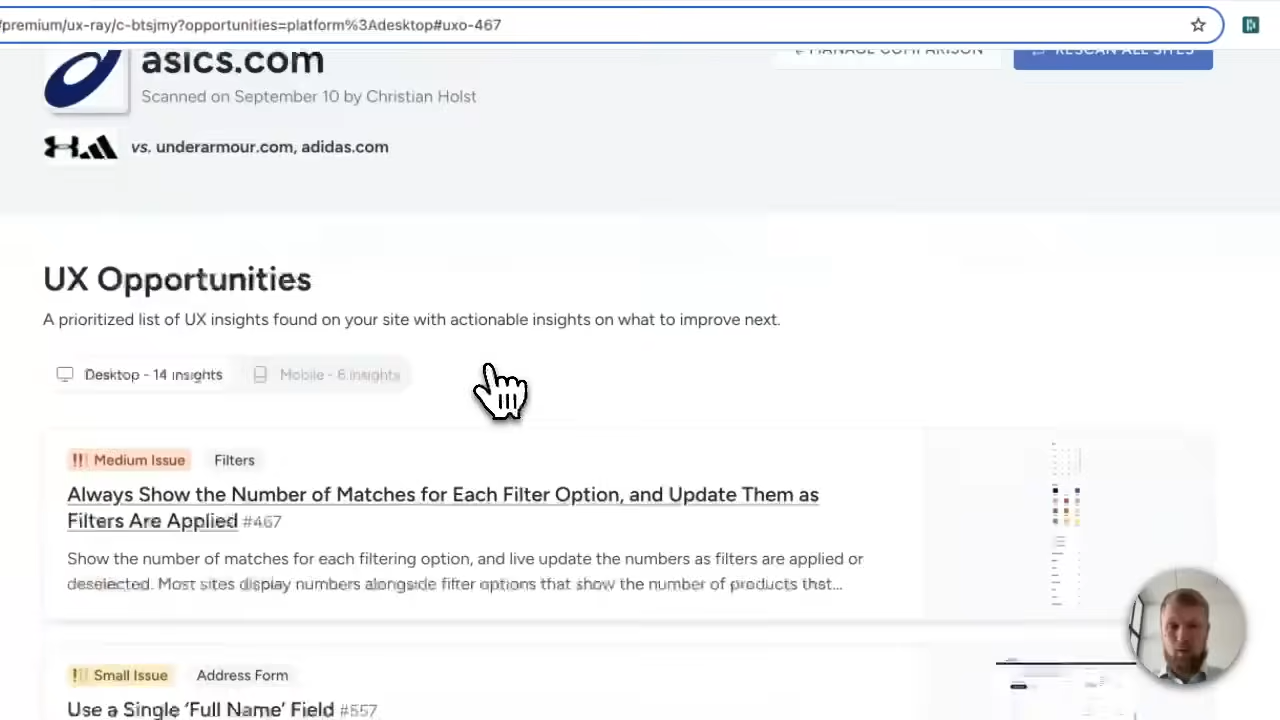 /premium/ux-ray/c-btsjmy?opportunities=platform%3Adesktop#uxo-467
asics.com
MANAGE COMPARISON
RESCAN ALL SITES
Scanned on September 10 by Christian Holst
vs. underarmour.com, adidas.com
UX Opportunities
A prioritized list of UX insights found on your site with actionable insights on what to improve next.
Desktop - 14 insights
Mobile - 6 insights
!!! Medium Issue
Filters
Always Show the Number of Matches for Each Filter Option, and Update Them as
Filters Are Applied #467
Show the number of matches for each filtering option, and live update the numbers as filters are applied or
deselected. Most sites display numbers alongside filter options that show the number of products that...
!!! Small Issue
Address Form
Use a Single ‘Full Name’ Field #557